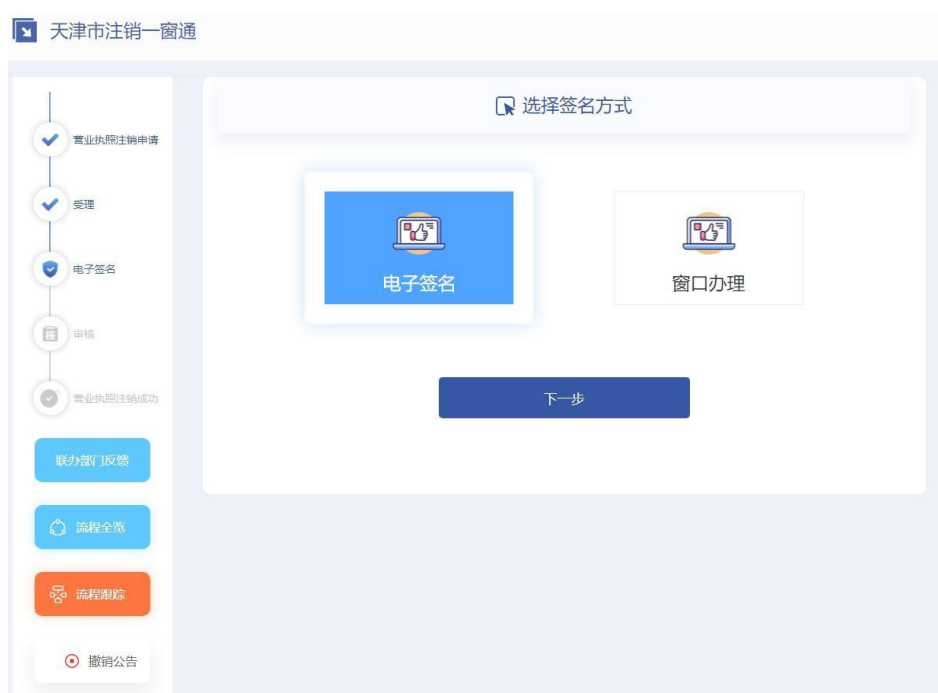 天津市注销一窗通
选择签名方式
营业执照注销申请
受理
电子签名
审核
营业执照注销成功
电子签名
窗口办理
下一步
联办部门反馈
流程全览
流程跟踪
撤销公告